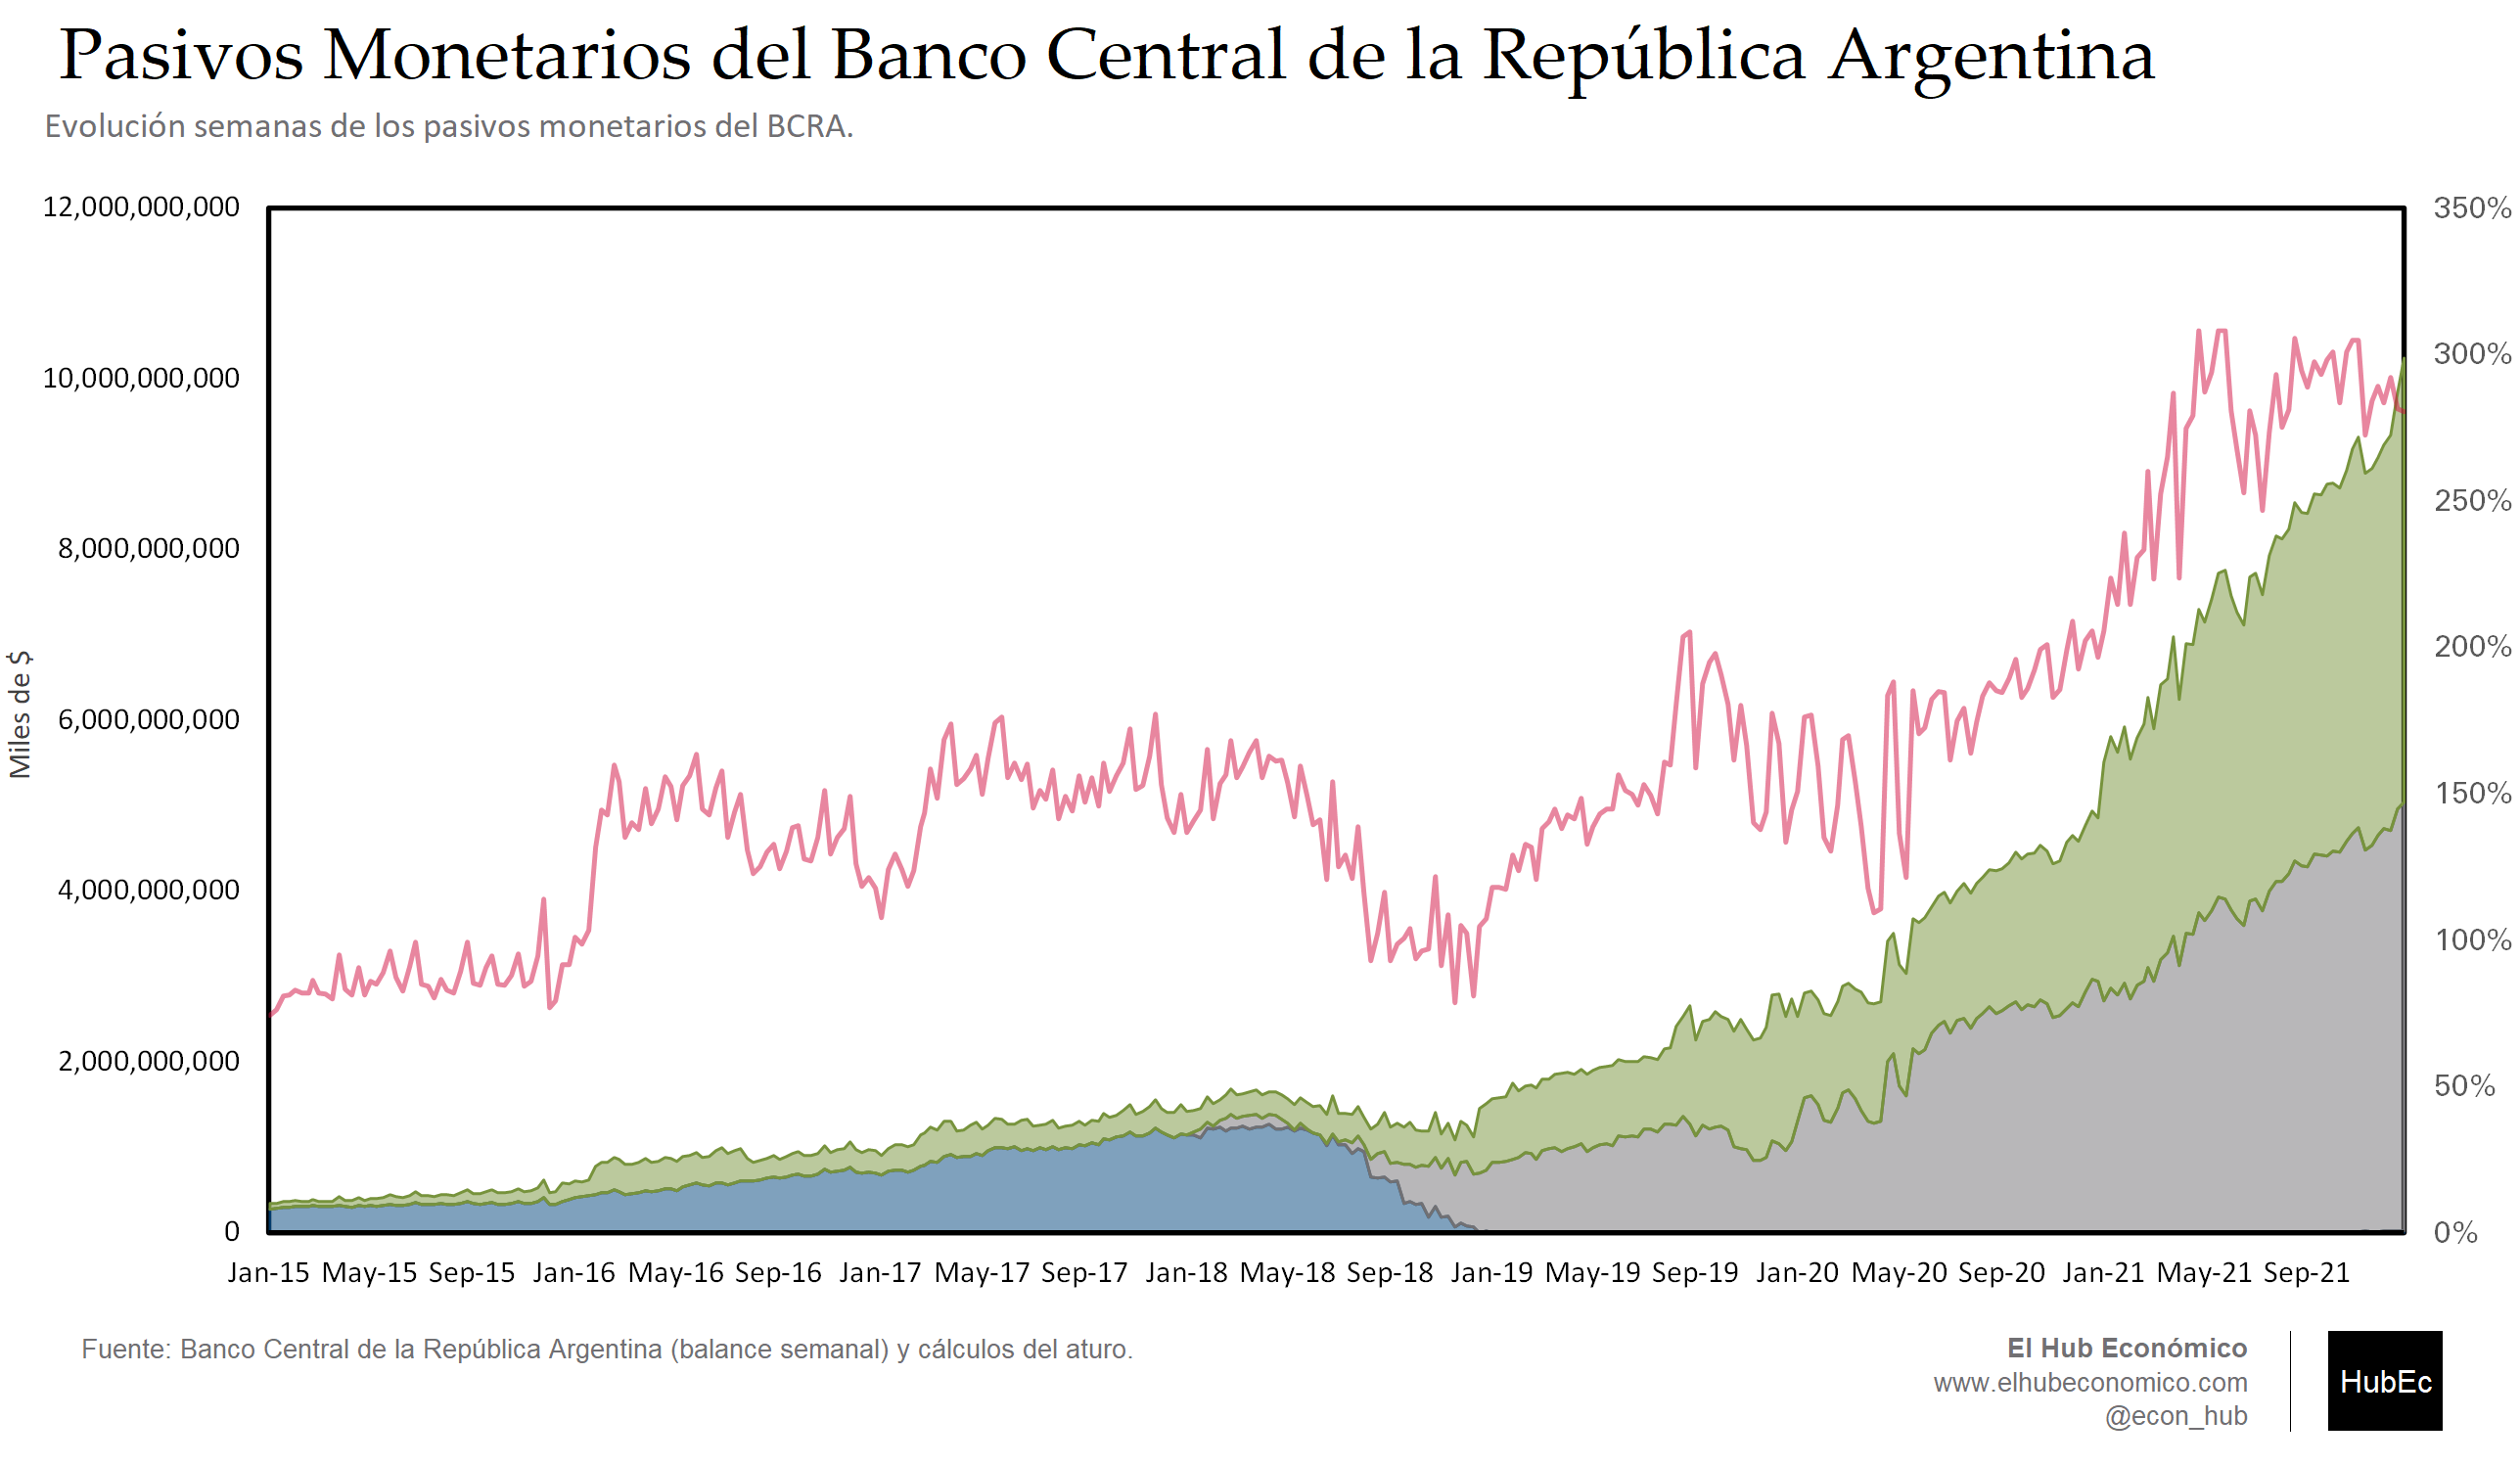 Pasivos Monetarios del Banco Central de la República Argentina
Evolución semanas de los pasivos monetarios del BCRA.
12,000,000,000
10,000,000,000
8,000,000,000
6,000,000,000
4,000,000,000
2,000,000,000
0
Miles de $
350%
300%
250%
200%
150%
100%
50%
0%
Jan-15 May-15 Sep-15 Jan-16 May-16 Sep-16 Jan-17 May-17 Sep-17 Jan-18 May-18 Sep-18 Jan-19 May-19 Sep-19 Jan-20 May-20 Sep-20 Jan-21 May-21 Sep-21
Fuente: Banco Central de la República Argentina (balance semanal) y cálculos del aturo.
El Hub Económico
www.elhubeconomico.com
@econ_hub
HubEc